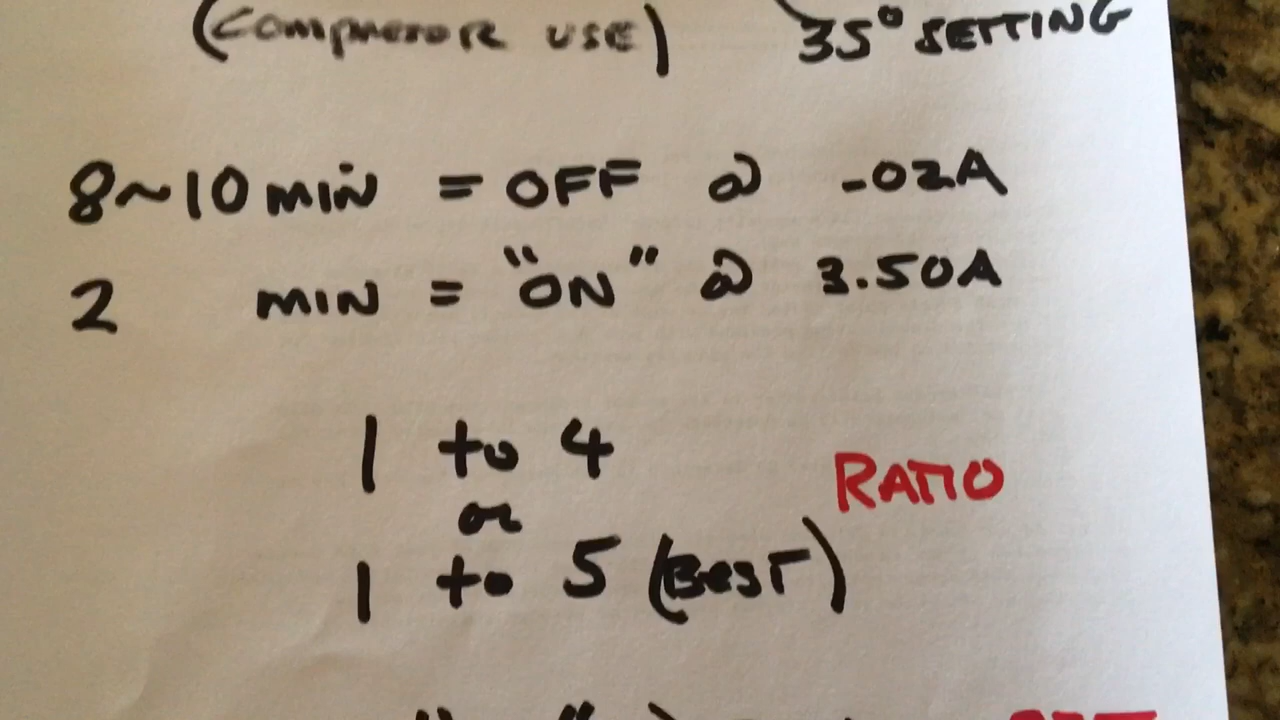 (COMPRESSOR USE) 35° SETTING
8~10 MIN = OFF @ .02A
2 MIN = "ON" @ 3.50A
1 to 4
or
RATIO
1 to 5 (BEST)